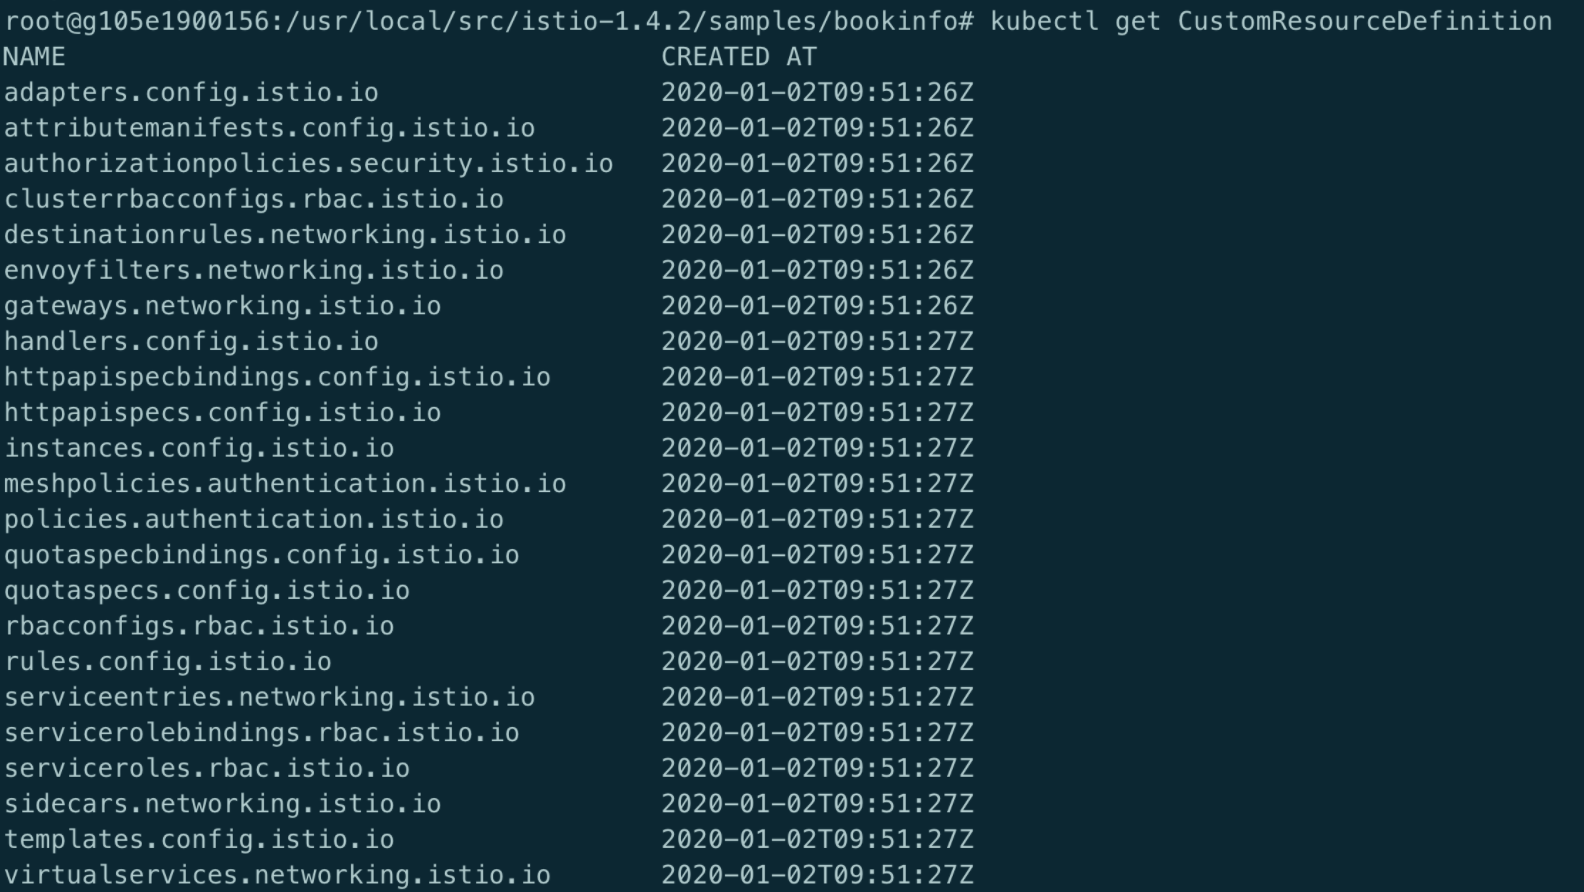 root@g105e1900156:/usr/local/src/istio-1.4.2/samples/bookinfo# kubectl get CustomResourceDefinition
NAME                                      CREATED AT
adapters.config.istio.io                  2020-01-02T09:51:26Z
attributemanifests.config.istio.io        2020-01-02T09:51:26Z
authorizationpolicies.security.istio.io   2020-01-02T09:51:26Z
clusterrbacconfigs.rbac.istio.io          2020-01-02T09:51:26Z
destinationrules.networking.istio.io      2020-01-02T09:51:26Z
envoyfilters.networking.istio.io          2020-01-02T09:51:26Z
gateways.networking.istio.io              2020-01-02T09:51:26Z
handlers.config.istio.io                  2020-01-02T09:51:27Z
httpapispecbindings.config.istio.io       2020-01-02T09:51:27Z
httpapispecs.config.istio.io              2020-01-02T09:51:27Z
instances.config.istio.io                 2020-01-02T09:51:27Z
meshpolicies.authentication.istio.io      2020-01-02T09:51:27Z
policies.authentication.istio.io          2020-01-02T09:51:27Z
quotaspecbindings.config.istio.io         2020-01-02T09:51:27Z
quotaspecs.config.istio.io                2020-01-02T09:51:27Z
rbacconfigs.rbac.istio.io                 2020-01-02T09:51:27Z
rules.config.istio.io                     2020-01-02T09:51:27Z
serviceentries.networking.istio.io        2020-01-02T09:51:27Z
servicerolebindings.rbac.istio.io         2020-01-02T09:51:27Z
serviceroles.rbac.istio.io                2020-01-02T09:51:27Z
sidecars.networking.istio.io              2020-01-02T09:51:27Z
templates.config.istio.io                 2020-01-02T09:51:27Z
virtualservices.networking.istio.io       2020-01-02T09:51:27Z